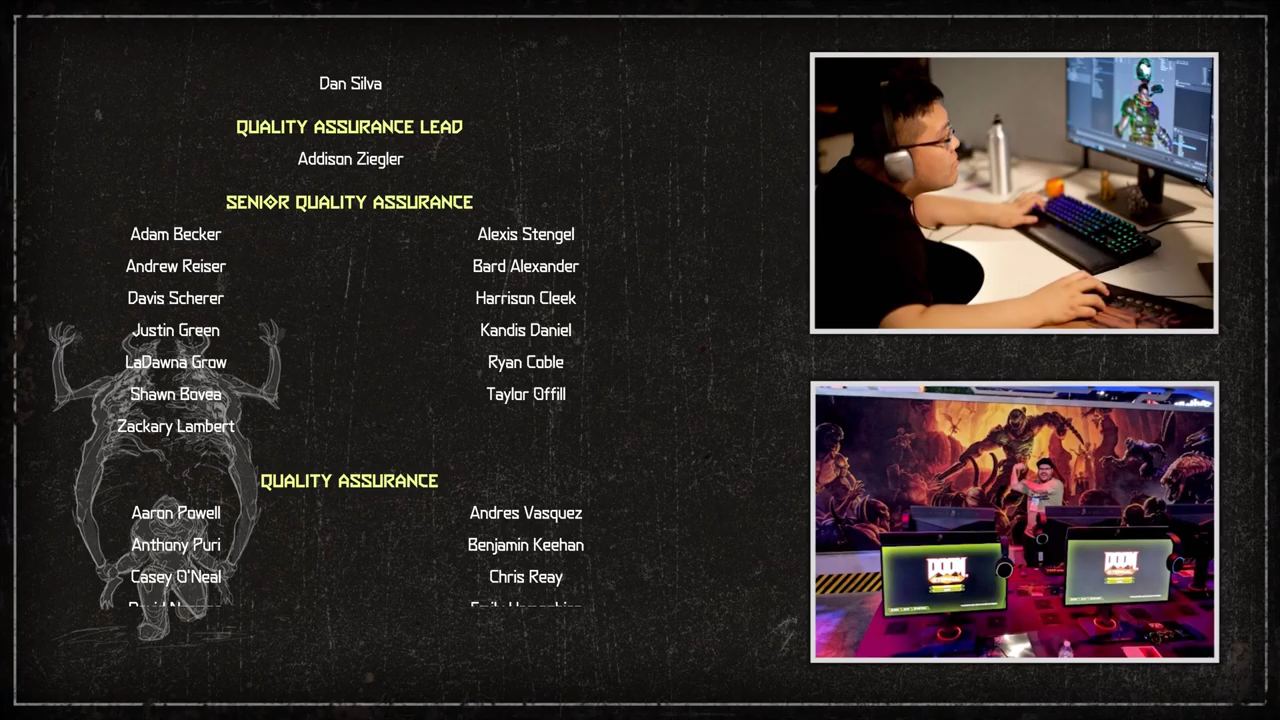 Dan Silva
QUALITY ASSURANCE LEAD
Addison Ziegler
SENIOR QUALITY ASSURANCE
Adam Becker Alexis Stengel
Andrew Reiser Bard Alexander
Davis Scherer Harrison Cleek
Justin Green Kandis Daniel
LaDawna Grow Ryan Coble
Shawn Bovea Taylor Offill
Zackary Lambert
QUALITY ASSURANCE
Aaron Powell Andres Vasquez
Anthony Puri Benjamin Keehan
Casey O'Neal Chris Reay
DOOM
DOOM